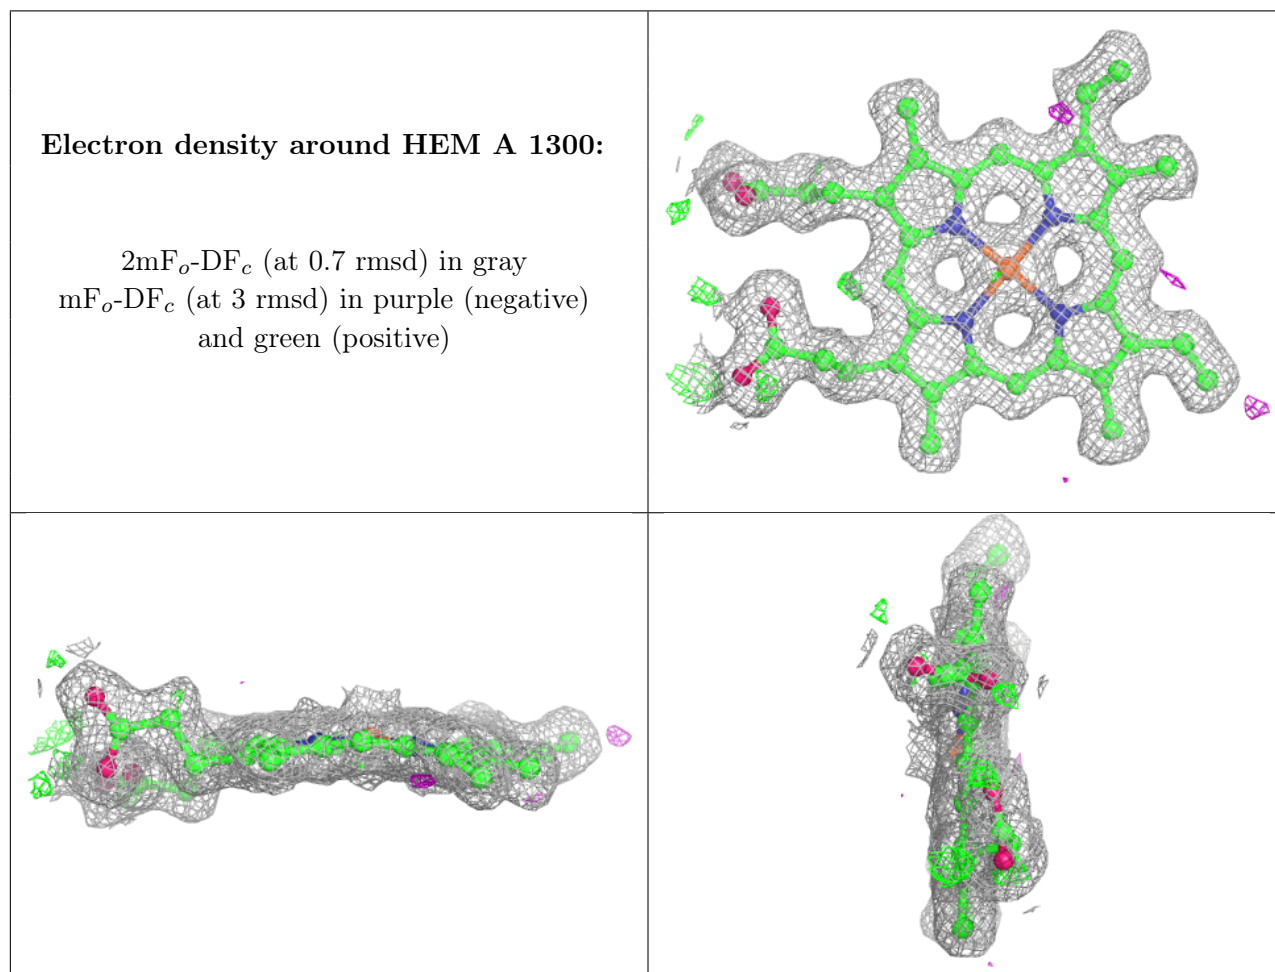 Electron density around HEM A 1300:
2mFo-DFc (at 0.7 rmsd) in gray
mFo-DFc (at 3 rmsd) in purple (negative)
and green (positive)